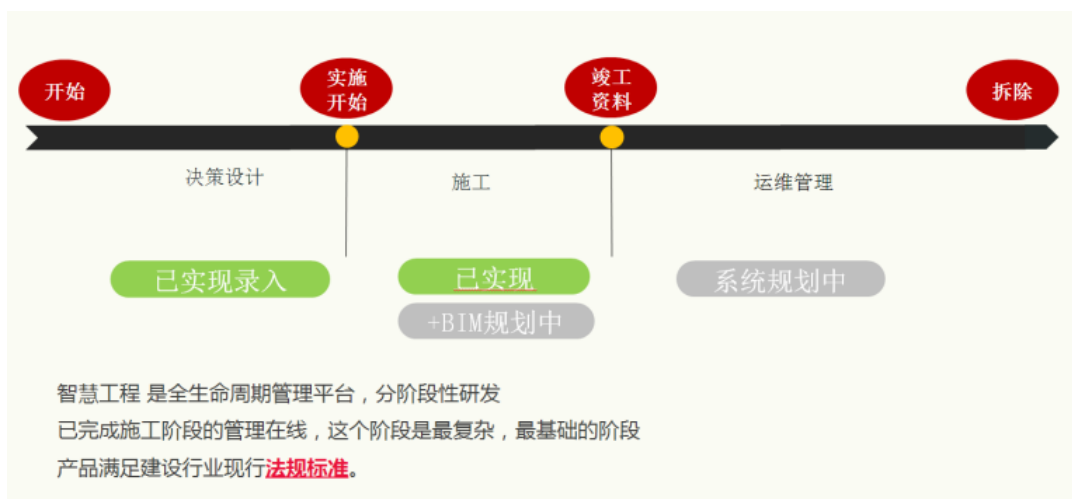 开始
实施
开始
竣工
资料
拆除
决策设计
施工
运维管理
已实现录入
已实现
系统规划中
+BIM规划中
智慧工程 是全生命周期管理平台，分阶段性研发
已完成施工阶段的管理在线，这个阶段是最复杂，最基础的阶段
产品满足建设行业现行法规标准。